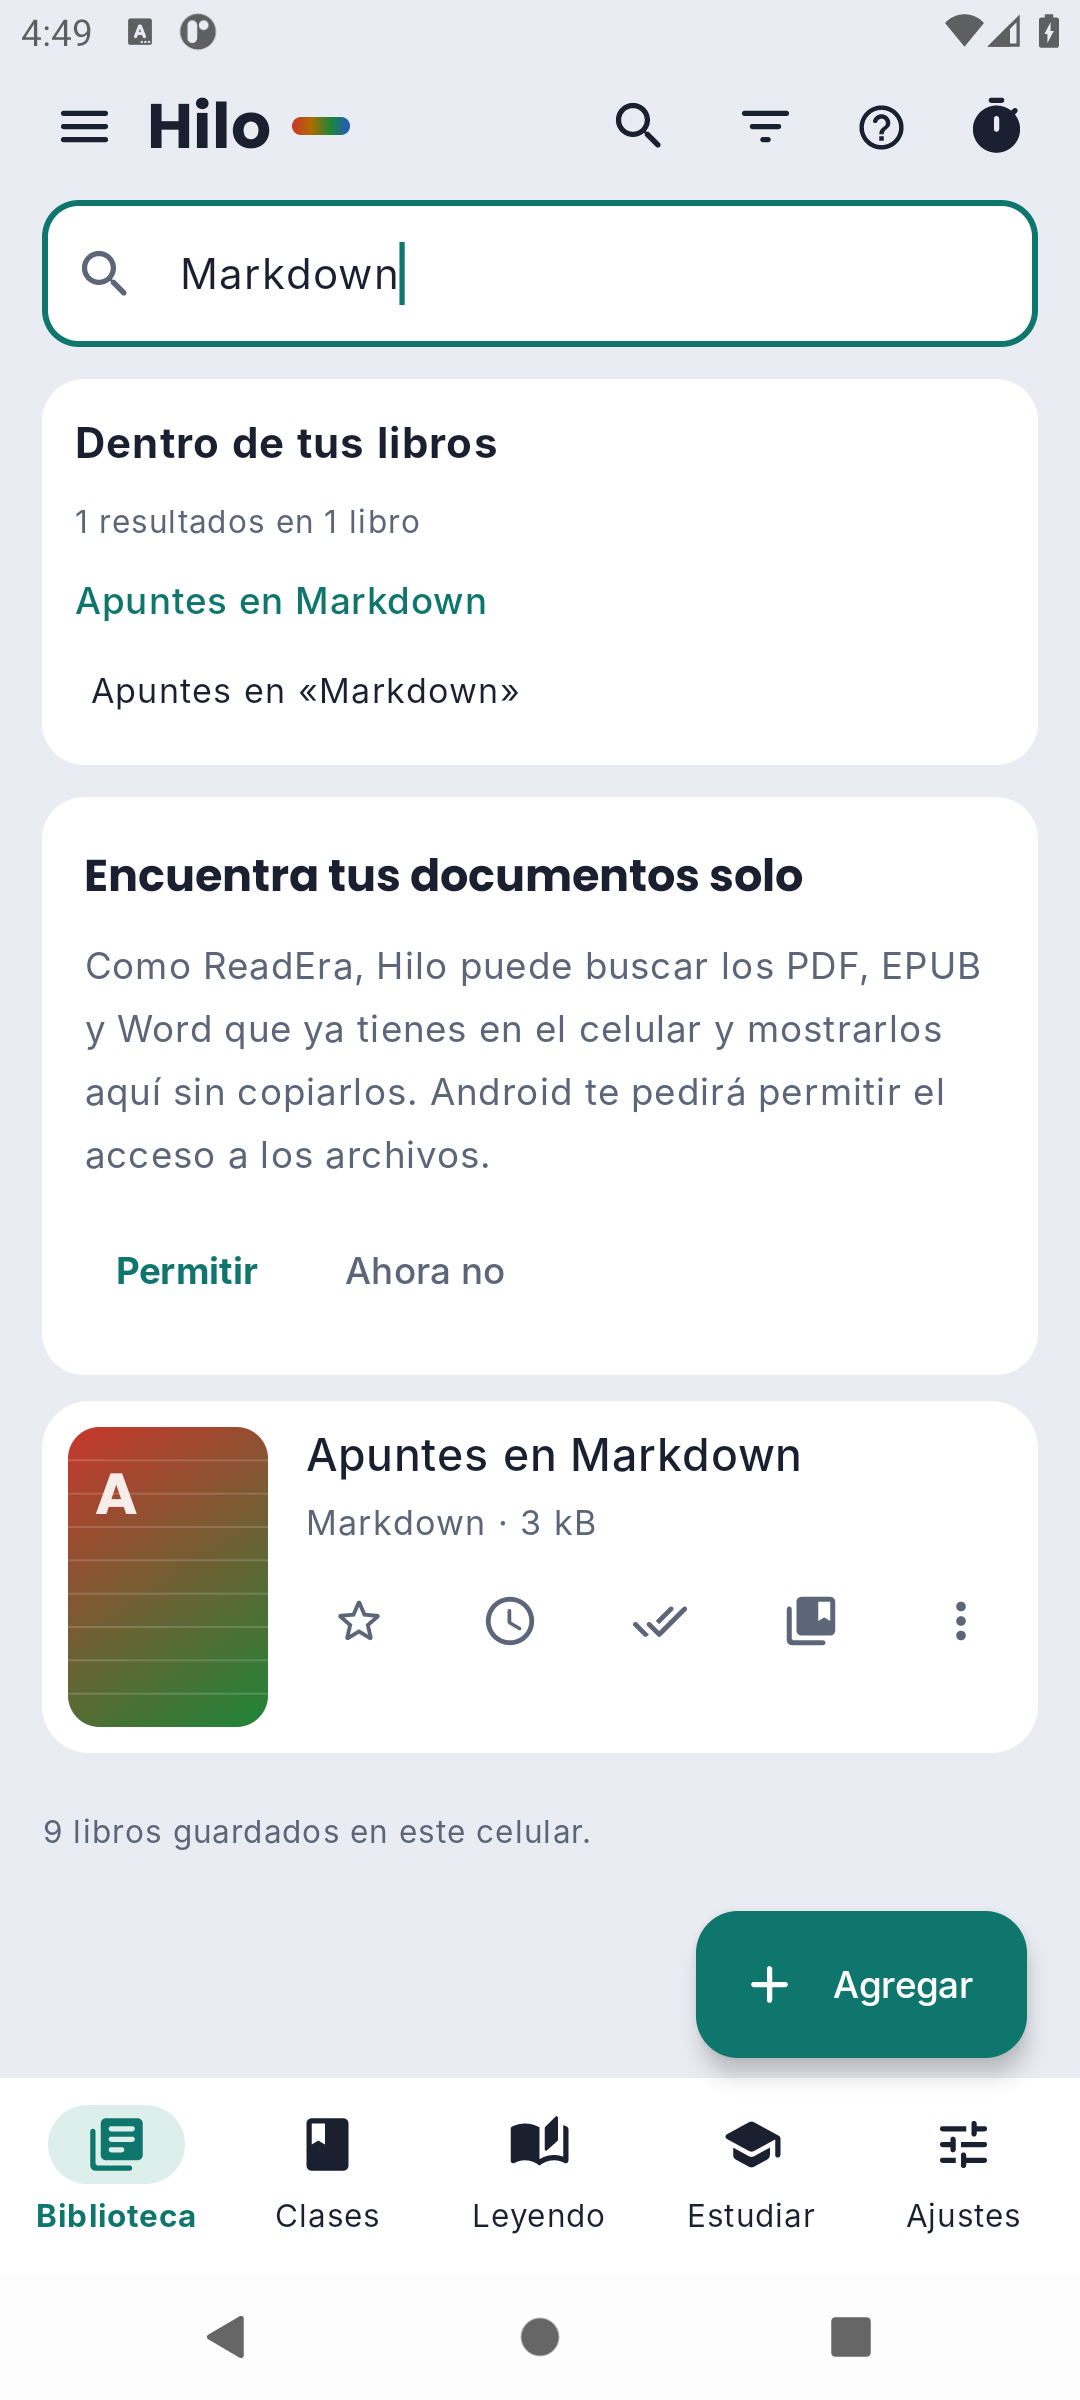 4:49
Hilo
Markdown
Dentro de tus libros
1 resultados en 1 libro
Apuntes en Markdown
Apuntes en «Markdown»
Encuentra tus documentos solo
Como ReadEra, Hilo puede buscar los PDF, EPUB
y Word que ya tienes en el celular y mostrarlos
aquí sin copiarlos. Android te pedirá permitir el
acceso a los archivos.
Permitir Ahora no
A
Apuntes en Markdown
Markdown · 3 kB
9 libros guardados en este celular.
Agregar
Biblioteca Clases Leyendo Estudiar Ajustes